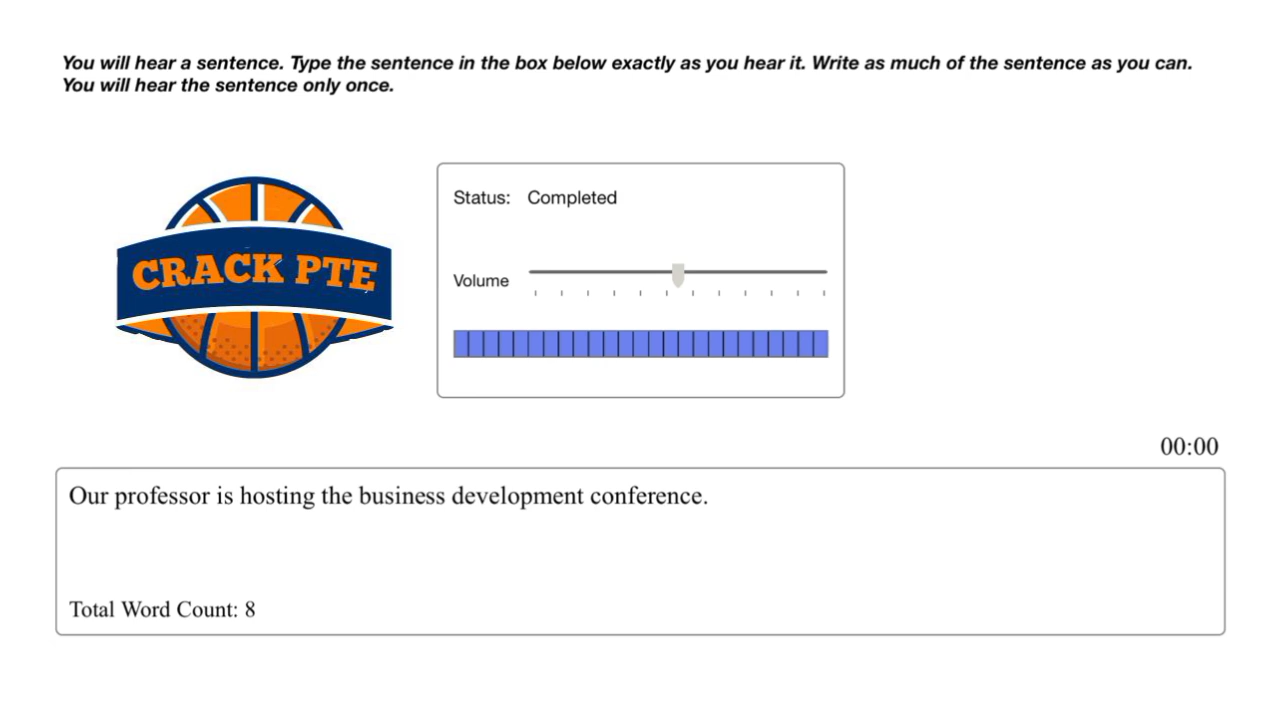 You will hear a sentence. Type the sentence in the box below exactly as you hear it. Write as much of the sentence as you can.
You will hear the sentence only once.
CRACK PTE
Status: Completed
Volume
00:00
Our professor is hosting the business development conference.
Total Word Count: 8